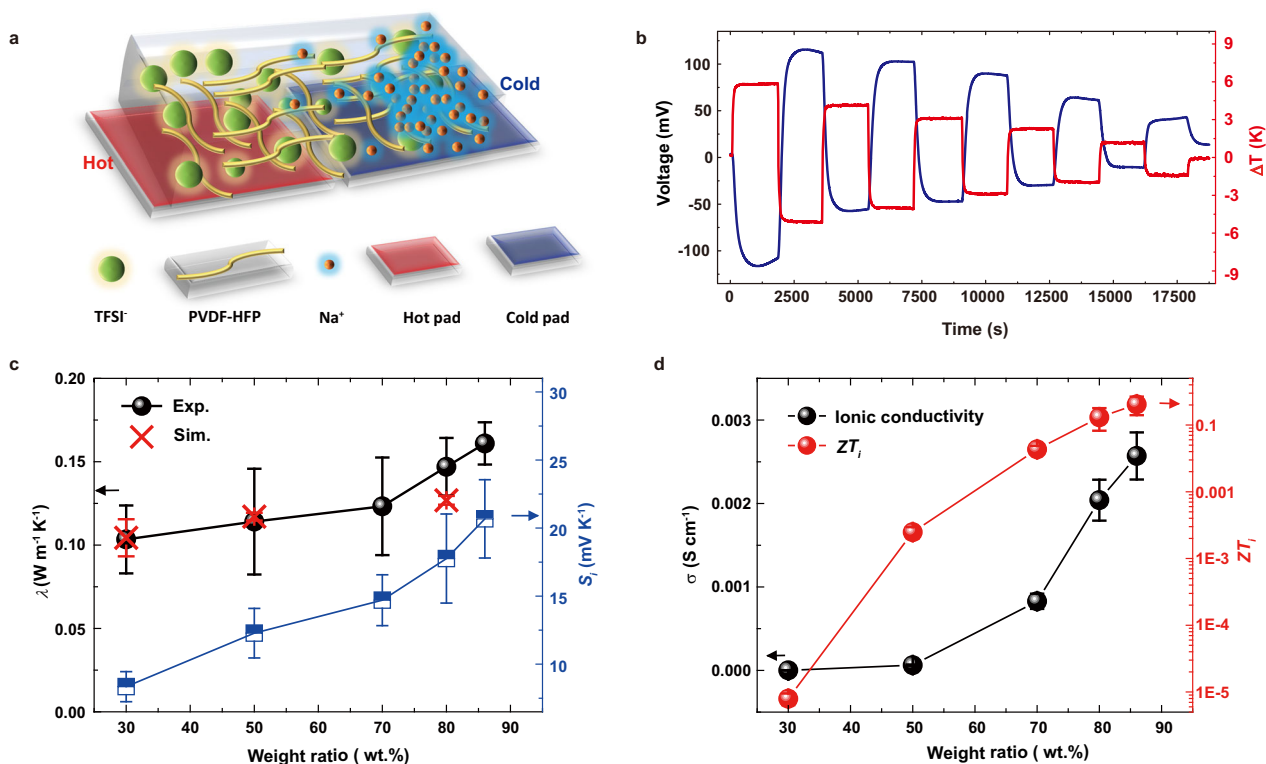 a
Hot
Cold
TFSI-
PVDF-HFP
Na+
Hot pad
Cold pad
b
100
50
0
-50
-100
Voltage (mV)
9
6
3
0
-3
-6
-9
ΔT (K)
0
2500
5000
7500
10000
12500
15000
17500
Time (s)
c
0.20
0.15
0.10
0.05
0.00
λ(W m-1 K-1)
Exp.
Sim.
30
25
20
15
10
Si (mV K-1)
30
40
50
60
70
80
90
Weight ratio ( wt.%)
d
0.003
0.002
0.001
0.000
σ (S cm-1)
Ionic conductivity
ZTi
0.1
0.001
1E-3
1E-4
1E-5
ZTi
30
40
50
60
70
80
90
Weight ratio ( wt.%)